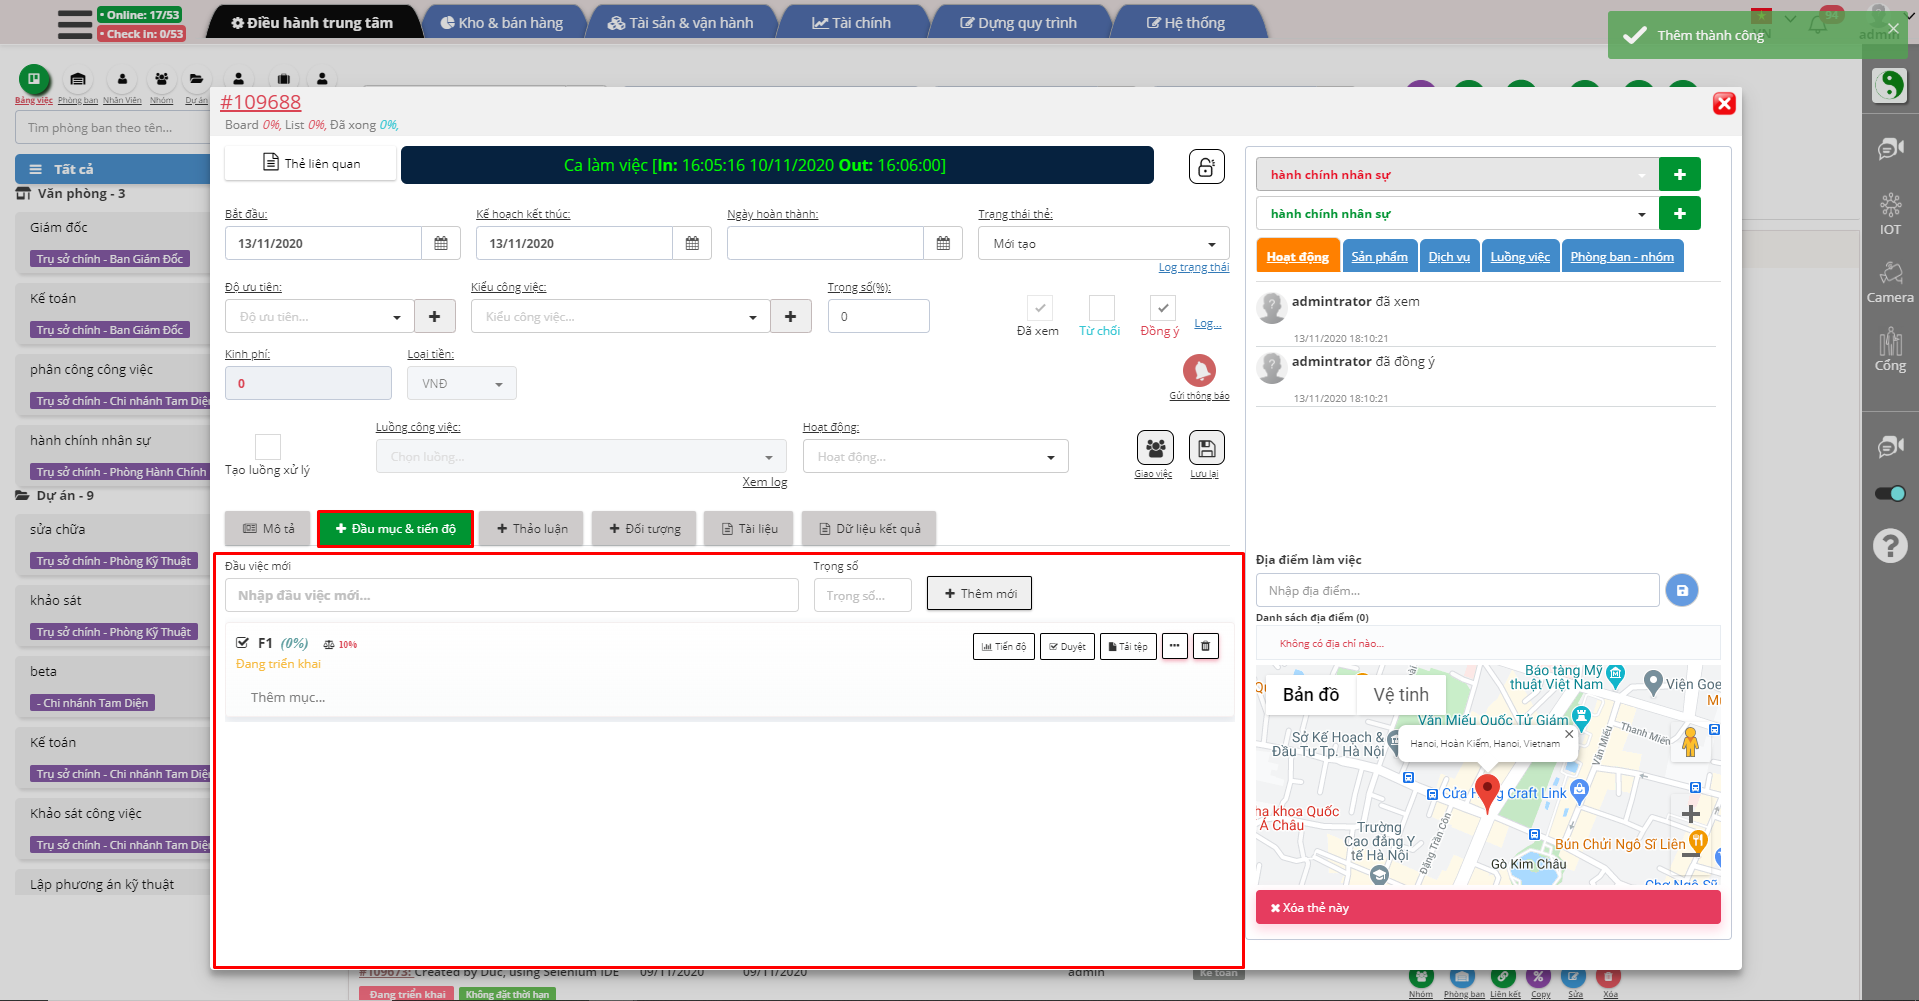 • Online: 17/53
• Check In: 0/53
Điều hành trung tâm
Kho & bán hàng
Tài sản & vận hành
Tài chính
Dựng quy trình
Hệ thống
94
VN
admin
Thêm thành công
Bảng việc
Phòng ban
Nhân Viên
Nhóm
Dự án
Tìm phòng ban theo tên...
Tất cả
Văn phòng - 3
Giám đốc
Trụ sở chính - Ban Giám Đốc
Kế toán
Trụ sở chính - Ban Giám Đốc
phân công công việc
Trụ sở chính - Chi nhánh Tam Diện
hành chính nhân sự
Trụ sở chính - Phòng Hành Chính
Dự án - 9
sửa chữa
Trụ sở chính - Phòng Kỹ Thuật
khảo sát
Trụ sở chính - Phòng Kỹ Thuật
beta
- Chi nhánh Tam Diện
Kế toán
Trụ sở chính - Chi nhánh Tam Diệ
Khảo sát công việc
Trụ sở chính - Chi nhánh Tam Diệ
Lập phương án kỹ thuật
#109688
Board 0%, List 0%, Đã xong 0%,
Thẻ liên quan
Ca làm việc [In: 16:05:16 10/11/2020 Out: 16:06:00]
Bắt đầu:
Kế hoạch kết thúc:
Ngày hoàn thành:
Trạng thái thẻ:
13/11/2020
13/11/2020
Mới tạo
Log trạng thái
Độ ưu tiên:
Kiểu công việc:
Trọng số(%):
Độ ưu tiên...
Kiểu công việc...
0
Đã xem
Từ chối
Đồng ý
Log...
Kinh phí:
Loại tiền:
0
VNĐ
Gửi thông báo
Tạo luồng xử lý
Luồng công việc:
Chọn luồng...
Xem log
Hoạt động:
Hoạt động...
Giao việc
Lưu lại
Mô tả
Đầu mục & tiến độ
Thảo luận
Đối tượng
Tài liệu
Dữ liệu kết quả
Đầu việc mới
Trọng số
Nhập đầu việc mới...
Trọng số...
Thêm mới
F1 (0%) 10%
Tiến độ
Duyệt
Tải tệp
Đang triển khai
Thêm mục...
hành chính nhân sự
hành chính nhân sự
Hoạt động
Sản phẩm
Dịch vụ
Luồng việc
Phòng ban - nhóm
admintrator đã xem
13/11/2020 18:10:21
admintrator đã đồng ý
13/11/2020 18:10:21
Địa điểm làm việc
Nhập địa điểm...
Danh sách địa điểm (0)
Không có địa chỉ nào...
Bản đồ
Vệ tinh
Bảo tàng Mỹ
thuật Việt Nam
Viện Goe
Văn Miếu Quốc Tử Giám
Văn Miếu
Thanh Miến
Sở Kế Hoạch &
Đầu Tư Tp. Hà Nội
Hanoi, Hoàn Kiếm, Hanoi, Vietnam
Cửa H
ng Craft Link
ha khoa Quốc
Á Châu
Trường
Cao đẳng Y
tế Hà Nội
Đặng Trần Côn
Bún Chửi Ngô Sĩ Liên
Gò Kim Châu
Chợ Ngô Sỹ
Xóa thẻ này
IOT
Camera
Cổng
#109673: Created by Duc, using Selenium IDE
09/11/2020
09/11/2020
admin
Kế toán
Đang triển khai
Không đặt thời hạn
Nhóm
Phòng ban
Liên kết
Copy
Sửa
Xóa